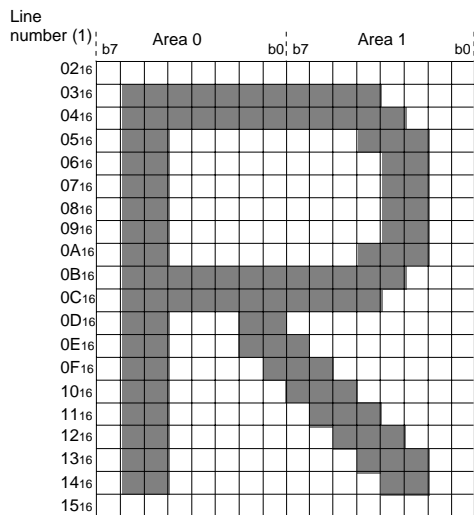 Line
number (1)
b7 Area 0 b0 b7 Area 1 b0
02₁₆
03₁₆
04₁₆
05₁₆
06₁₆
07₁₆
08₁₆
09₁₆
0A₁₆
0B₁₆
0C₁₆
0D₁₆
0E₁₆
0F₁₆
10₁₆
11₁₆
12₁₆
13₁₆
14₁₆
15₁₆